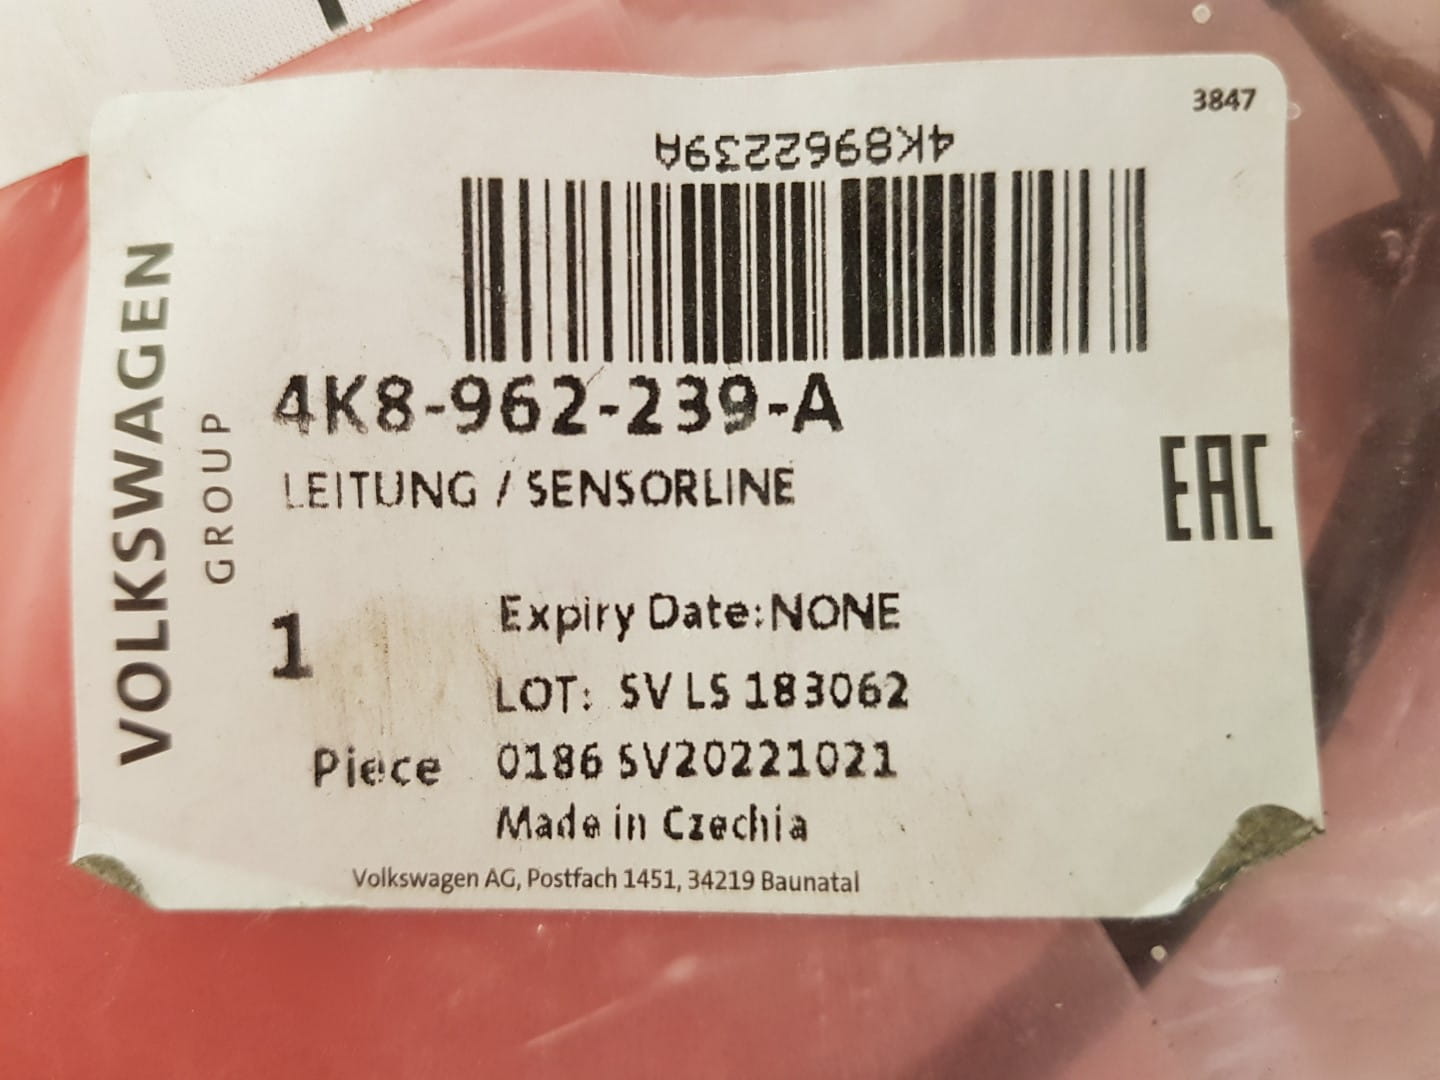 3847
4K8962239A
4K8-962-239-A
LEITUNG / SENSORLINE
EAC
1
Piece
Expiry Date:NONE
LOT: SV LS 183062
0186 SV20221021
Made in Czechia
Volkswagen AG, Postfach 1451, 34219 Baunatal
VOLKSWAGEN
GROUP